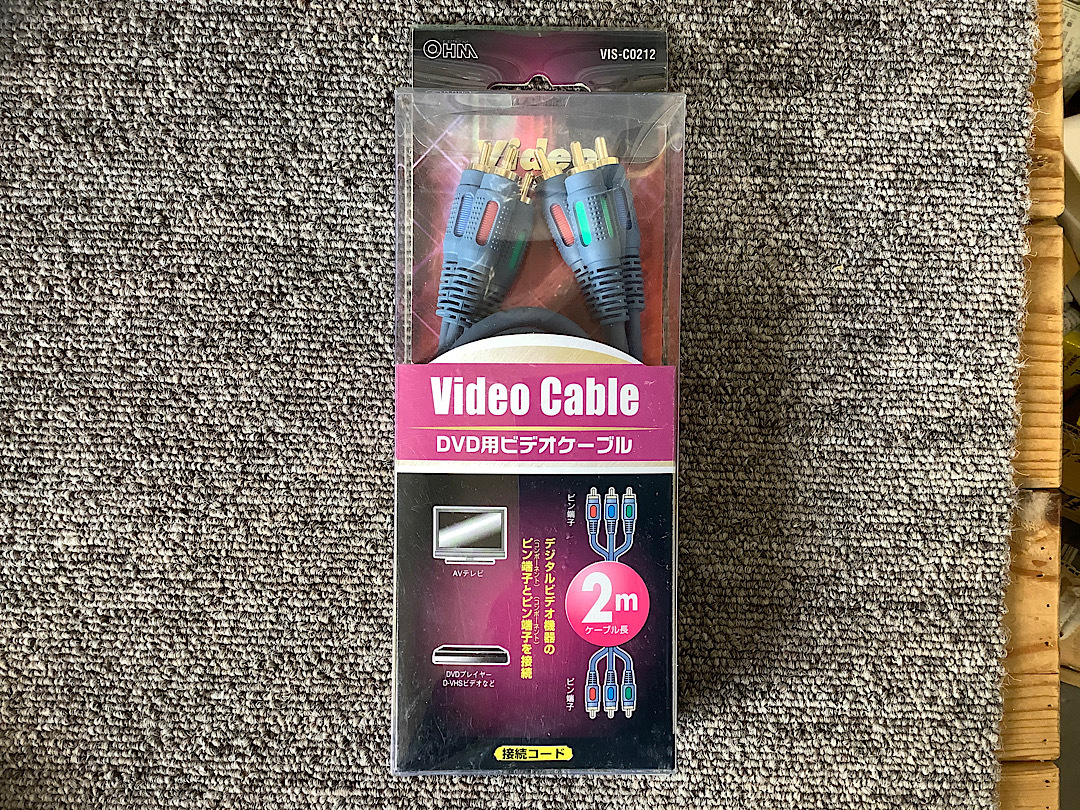 OHM
VIS-C0212
Video
Video Cable
DVD用ビデオケーブル
ピン端子
デジタルビデオ機器の
(コンポーネント) (コンポーネント)
ピン端子とピン端子を接続
AVテレビ
2m
ケーブル長
DVDプレイヤー
D-VHSビデオなど
ピン端子
接続コード